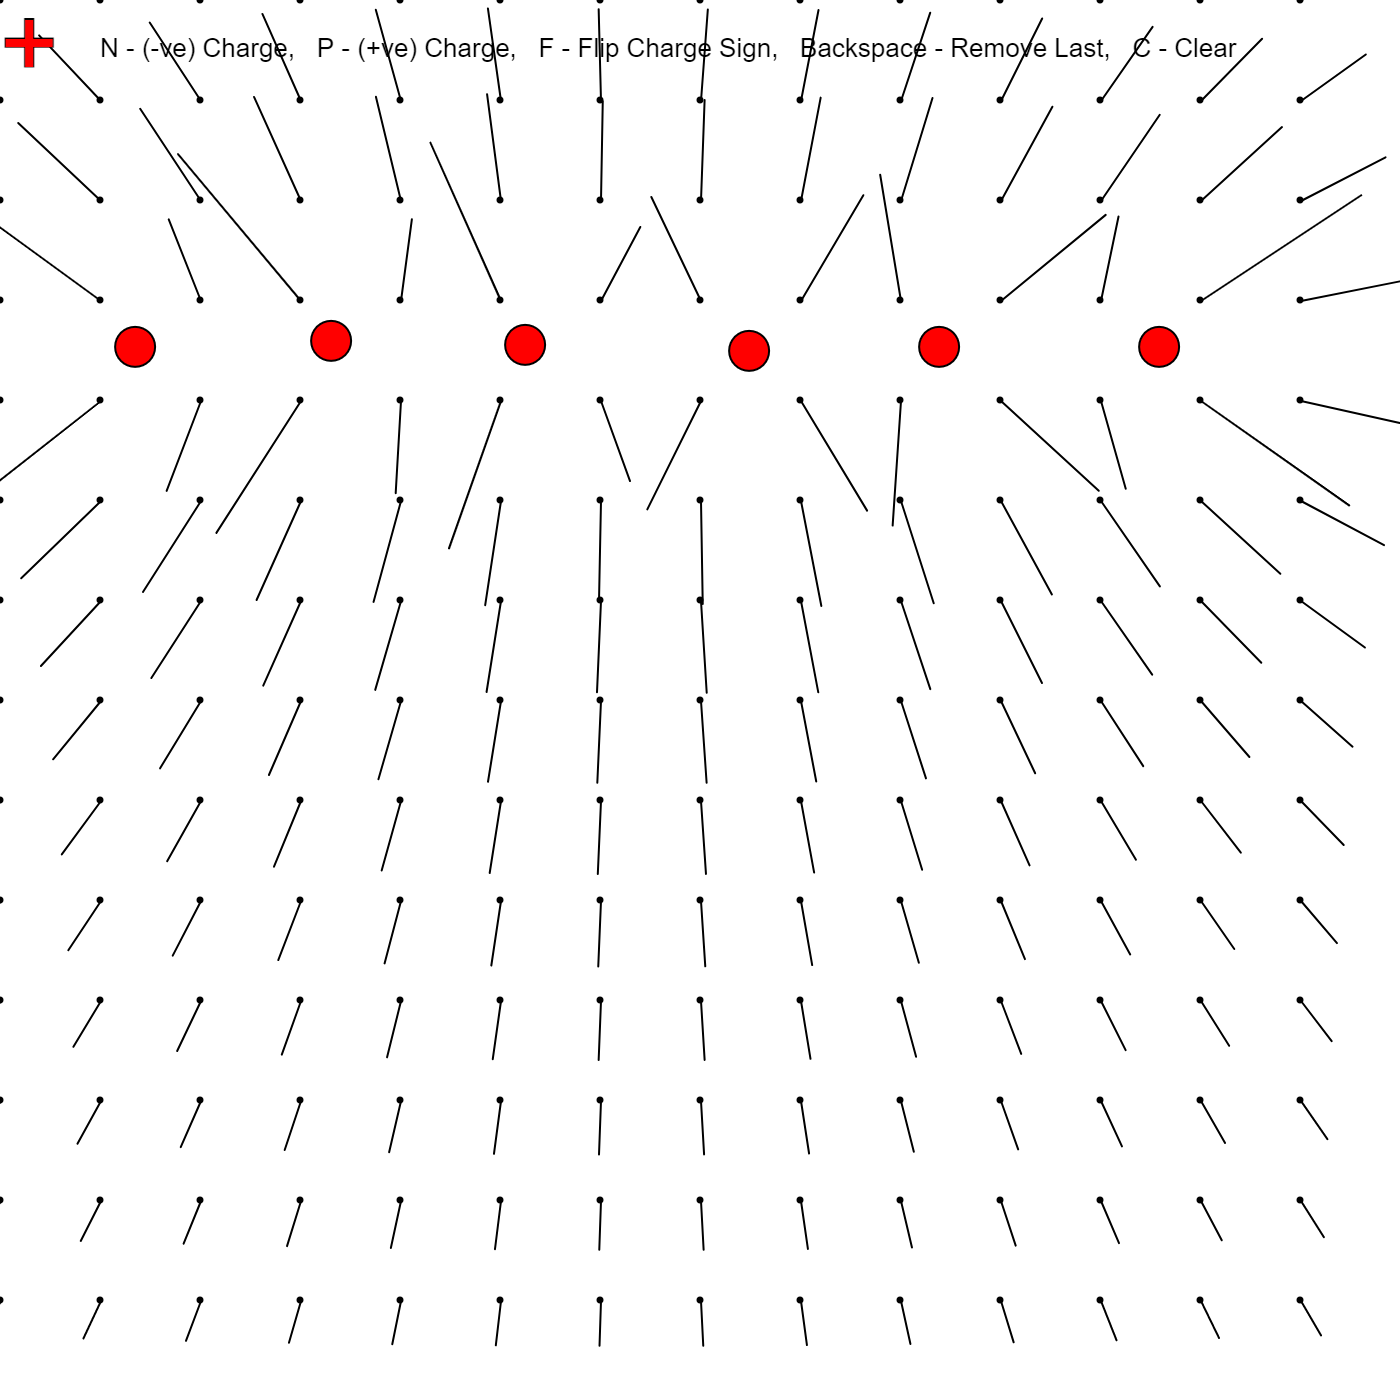 N - (-ve) Charge,   P - (+ve) Charge,   F - Flip Charge Sign,   Backspace - Remove Last,   C - Clear